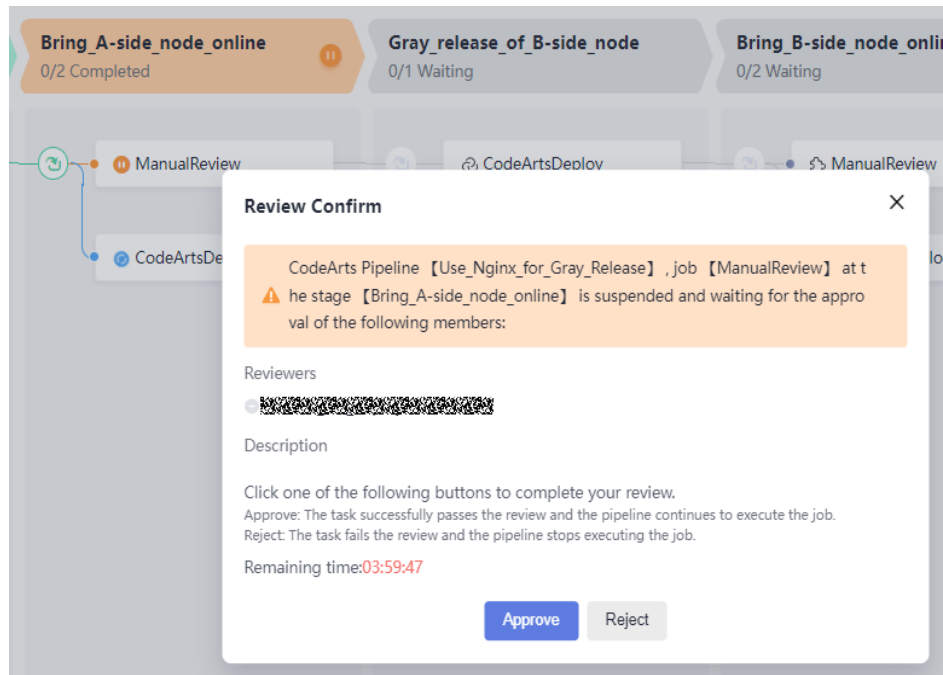 Bring_A-side_node_online
0/2 Completed
Gray_release_of_B-side_node
0/1 Waiting
Bring_B-side_node_onlin
0/2 Waiting
ManualReview
CodeArtsDeploy
ManualReview
CodeArtsDe
lo
Review Confirm
CodeArts Pipeline 【Use_Nginx_for_Gray_Release】 , job 【ManualReview】 at t
he stage 【Bring_A-side_node_online】 is suspended and waiting for the appro
val of the following members:
Reviewers
Description
Click one of the following buttons to complete your review.
Approve: The task successfully passes the review and the pipeline continues to execute the job.
Reject: The task fails the review and the pipeline stops executing the job.
Remaining time:03:59:47
Approve
Reject